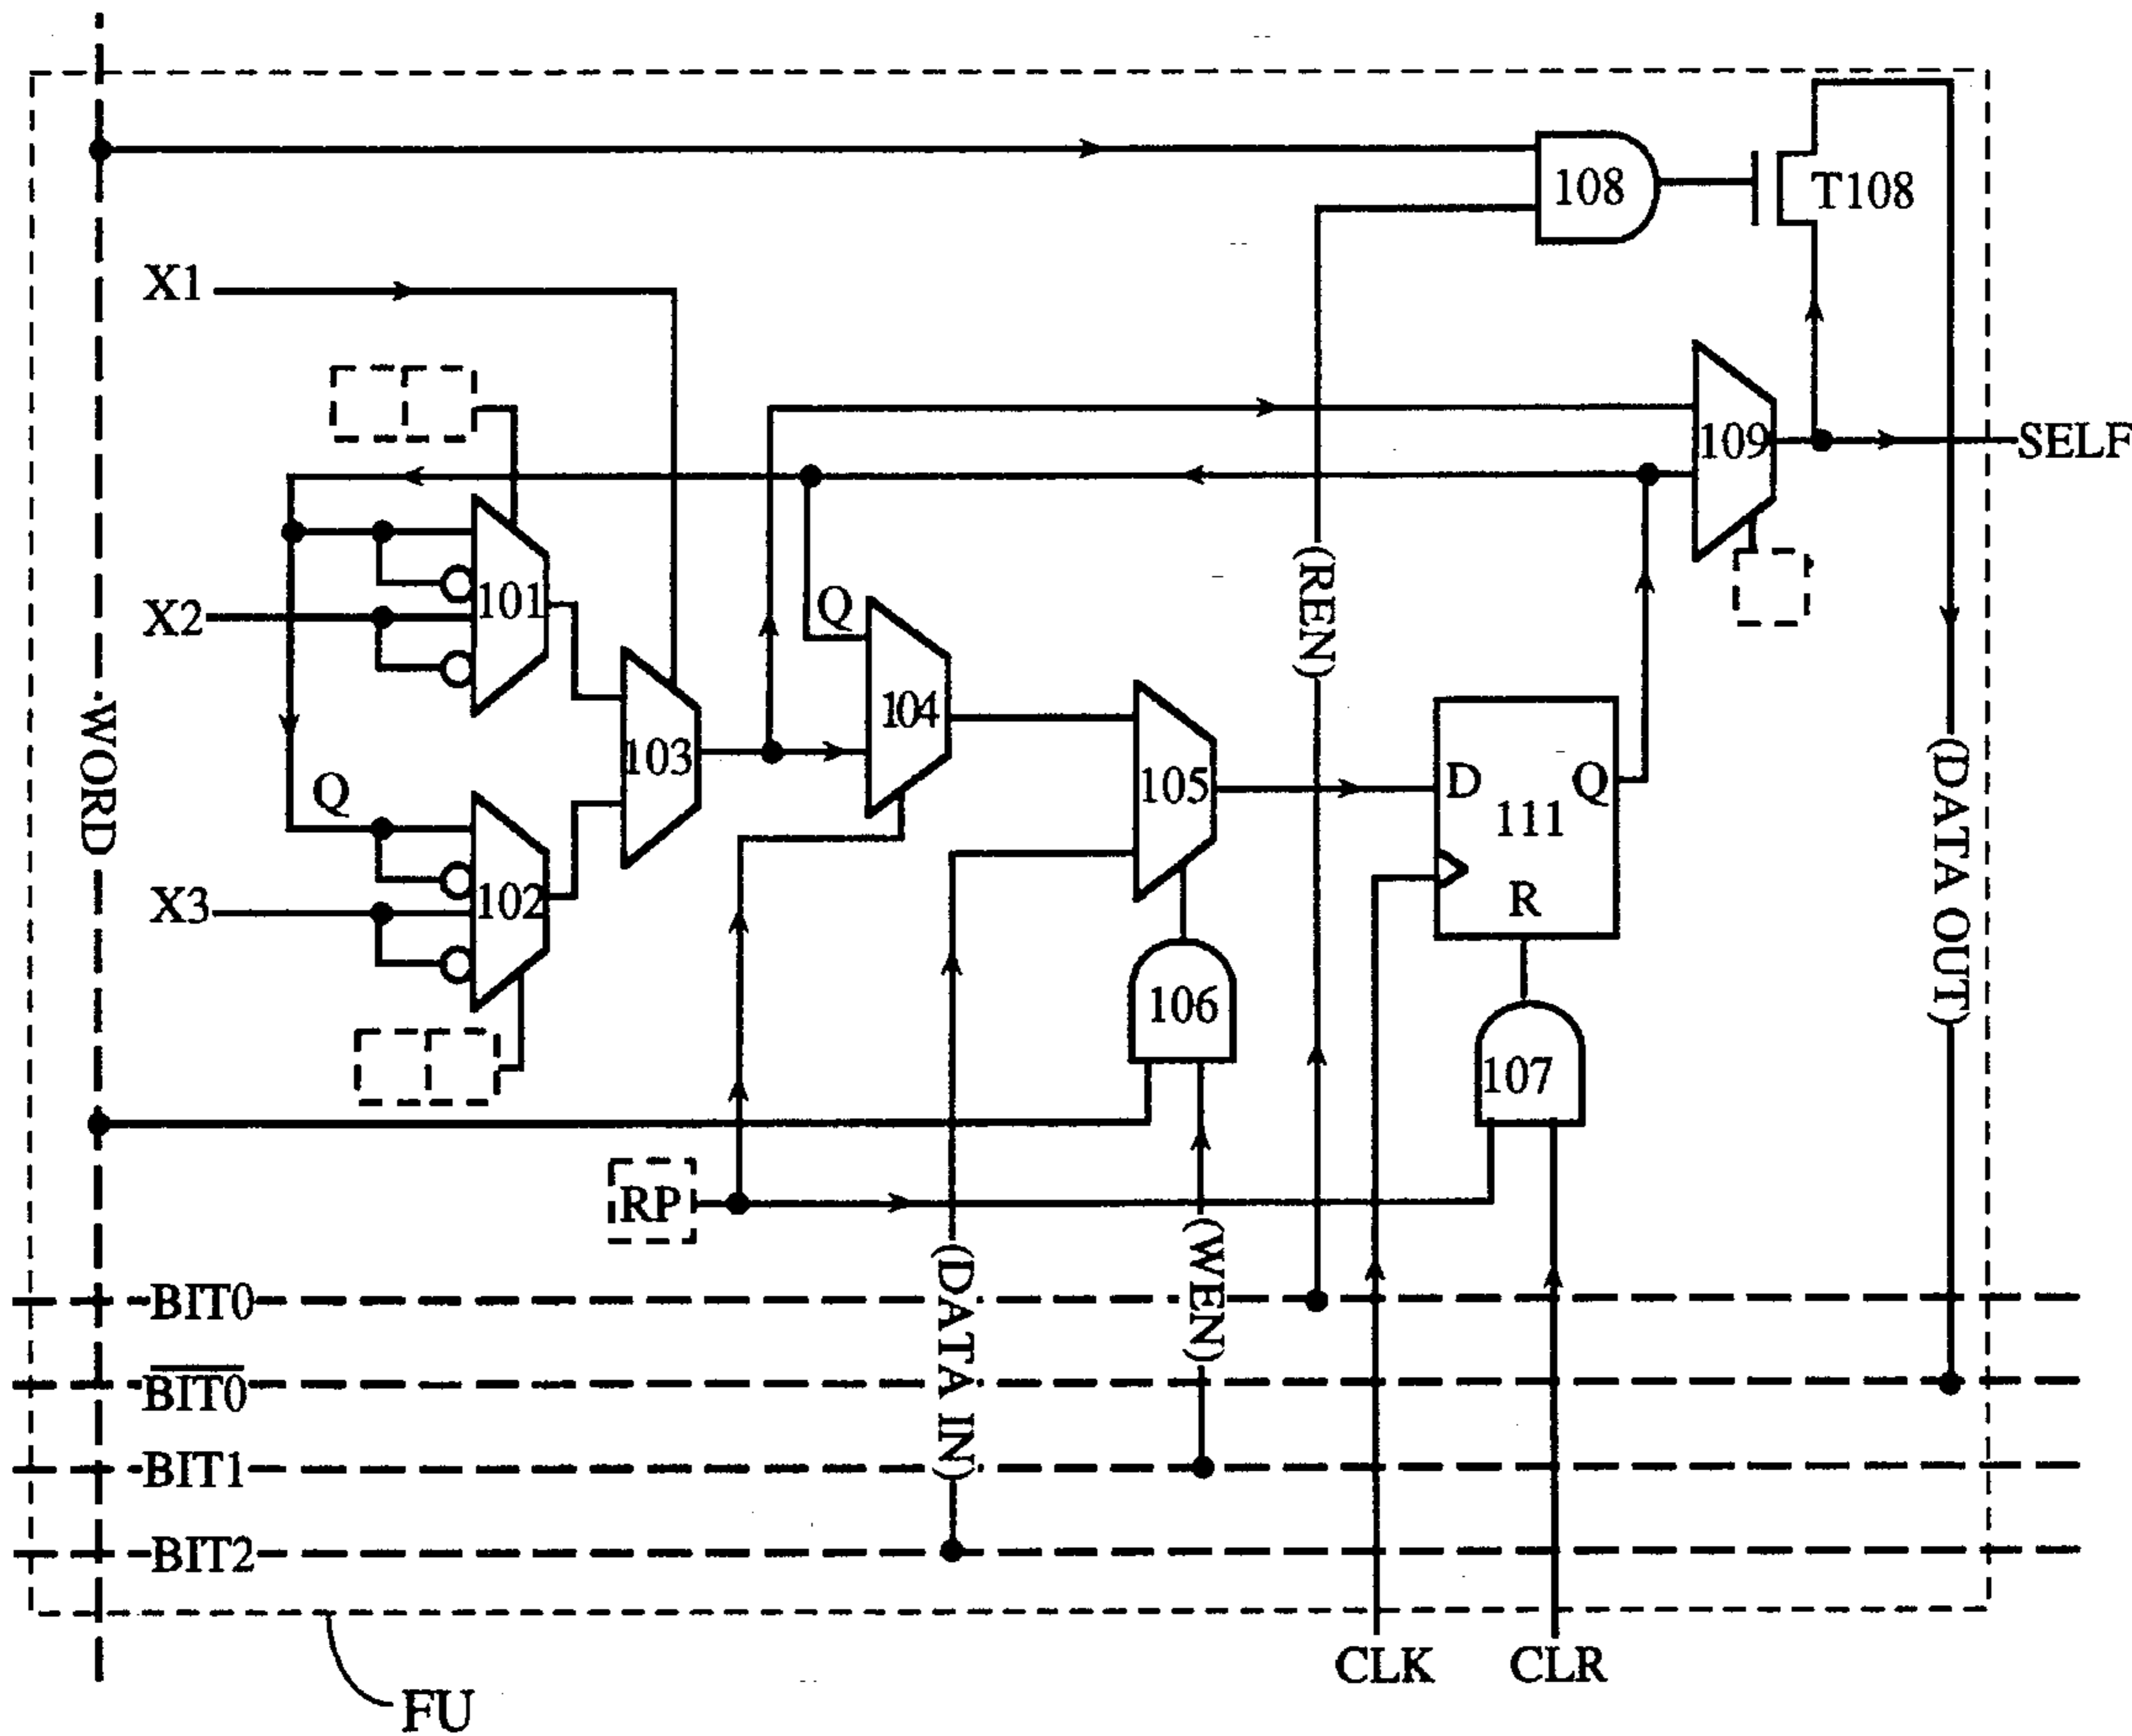 108
T108
X1
109
SELF
101
X2
Q
(REN)
104
103
105
WORD
D
Q
111
(DATA OUT)
Q
R
102
X3
106
107
RP
(DATA IN)
(WEN)
BIT0
BIT0
BIT1
BIT2
CLK
CLR
FU